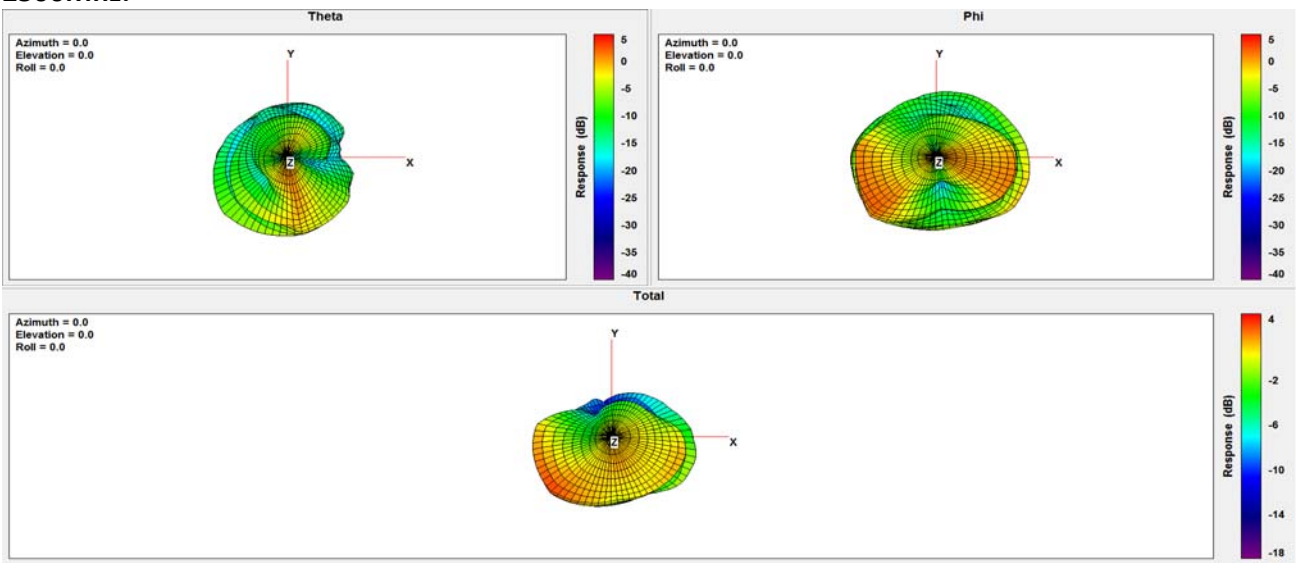 Theta
Azimuth = 0.0
Elevation = 0.0
Roll = 0.0
Y
X
Z
5
0
-5
-10
-15
-20
-25
-30
-35
-40
Response (dB)
Phi
Azimuth = 0.0
Elevation = 0.0
Roll = 0.0
Y
X
Z
5
0
-5
-10
-15
-20
-25
-30
-35
-40
Response (dB)
Total
Azimuth = 0.0
Elevation = 0.0
Roll = 0.0
Y
X
Z
4
-2
-6
-10
-14
-18
Response (dB)